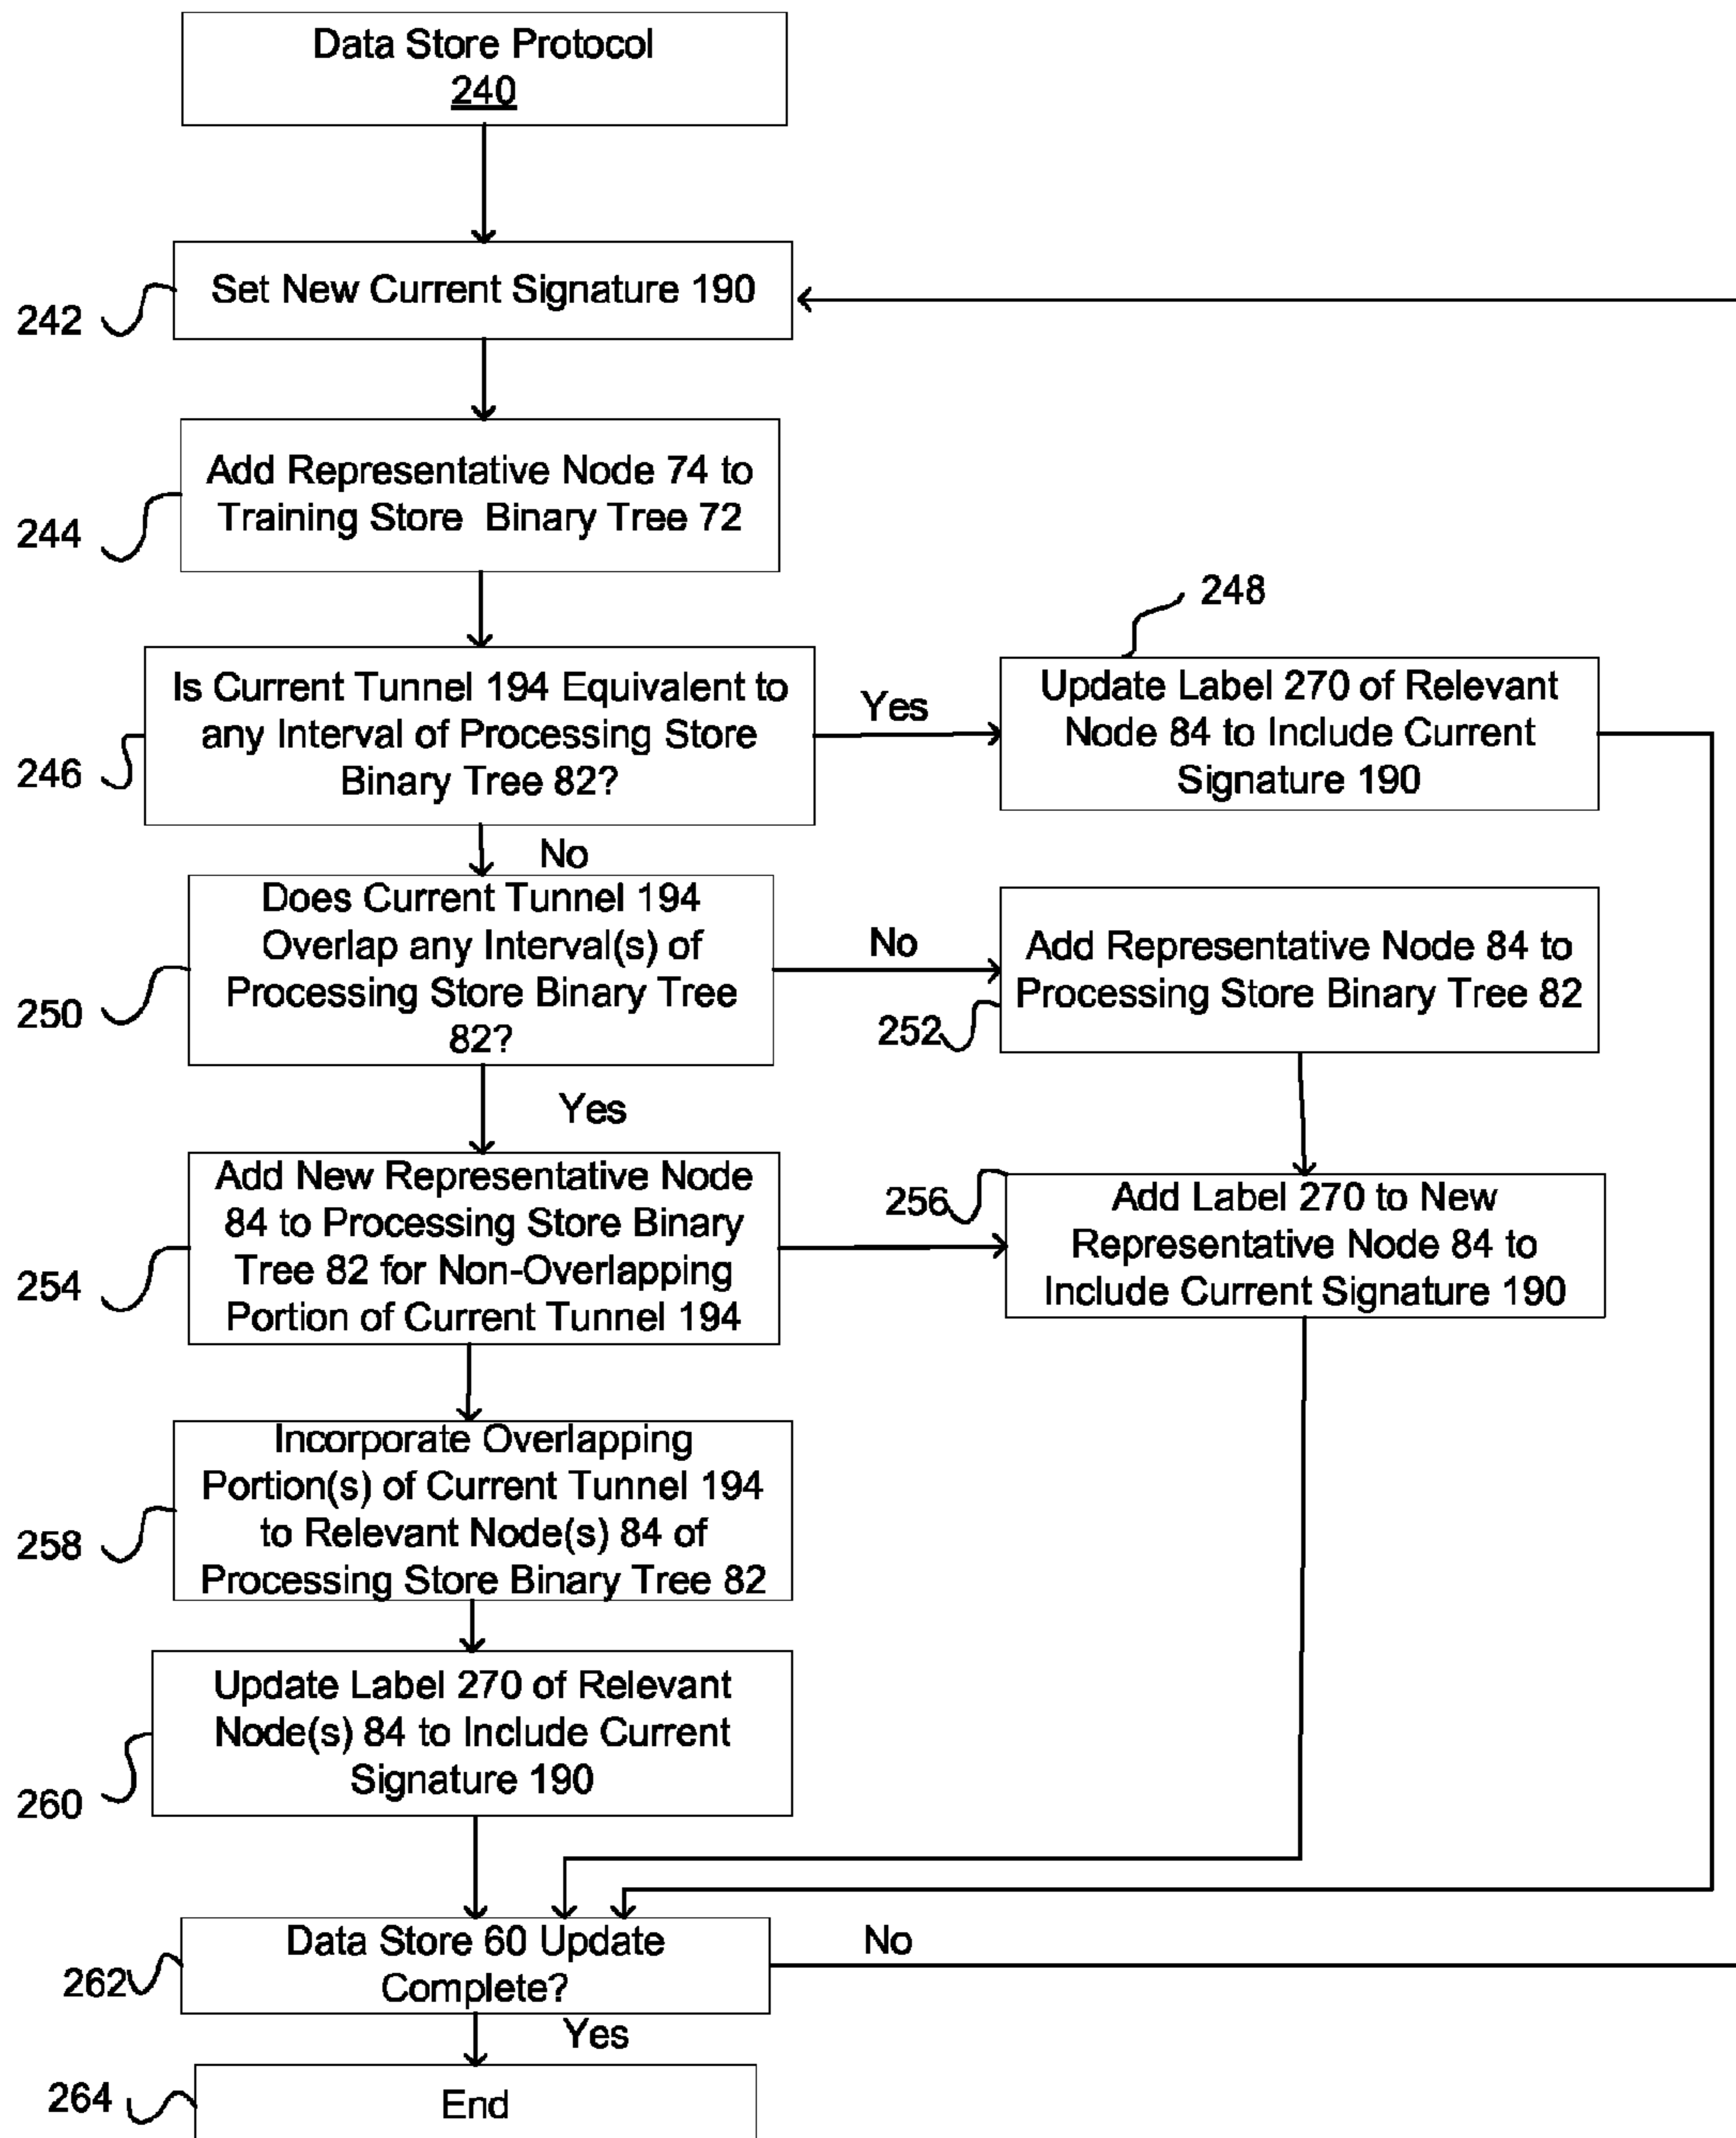 Data Store Protocol
240
Set New Current Signature 190
242
Add Representative Node 74 to
Training Store Binary Tree 72
244
248
Is Current Tunnel 194 Equivalent to
any Interval of Processing Store
Binary Tree 82?
246
Yes
Update Label 270 of Relevant
Node 84 to Include Current
Signature 190
No
Does Current Tunnel 194
Overlap any Interval(s) of
Processing Store Binary Tree
82?
250
No
Add Representative Node 84 to
Processing Store Binary Tree 82
252
Yes
Add New Representative Node
84 to Processing Store Binary
Tree 82 for Non-Overlapping
Portion of Current Tunnel 194
254
256
Add Label 270 to New
Representative Node 84 to
Include Current Signature 190
Incorporate Overlapping
Portion(s) of Current Tunnel 194
to Relevant Node(s) 84 of
Processing Store Binary Tree 82
258
Update Label 270 of Relevant
Node(s) 84 to Include Current
Signature 190
260
Data Store 60 Update
Complete?
262
No
Yes
End
264